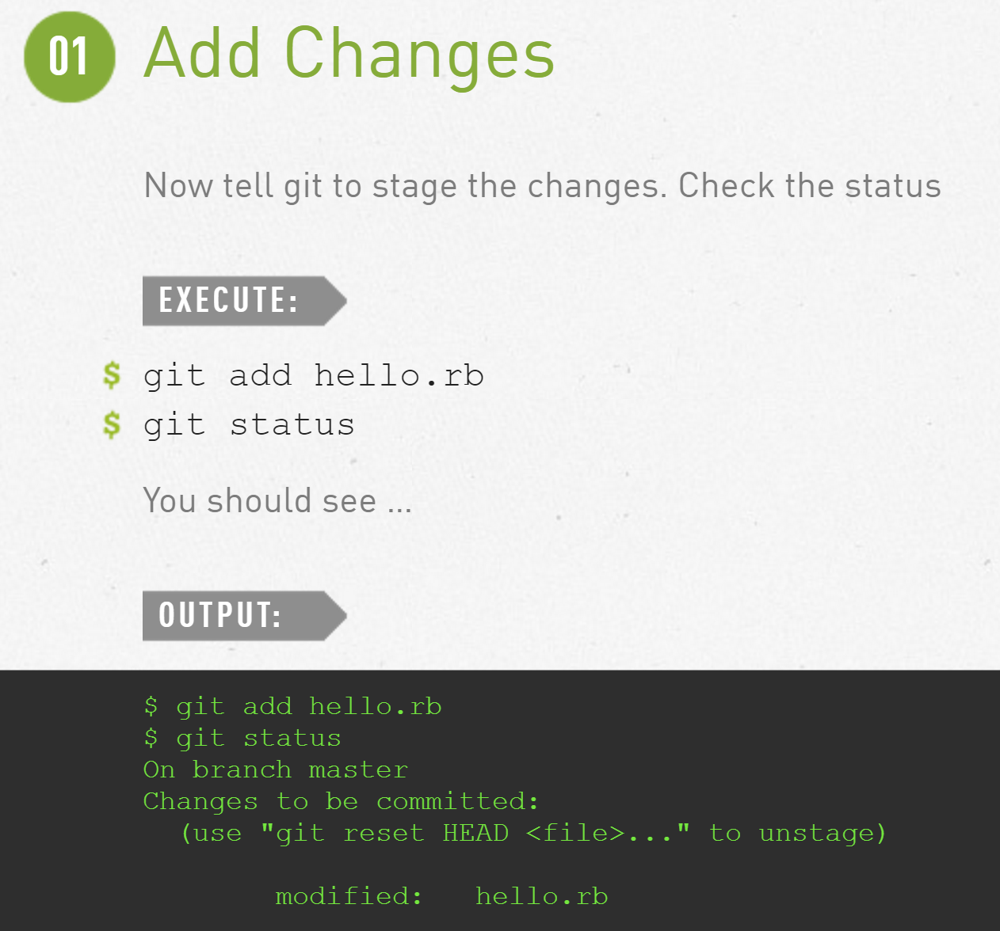 01 Add Changes
Now tell git to stage the changes. Check the status
EXECUTE:
$ git add hello.rb
$ git status
You should see ...
OUTPUT:
$ git add hello.rb
$ git status
On branch master
Changes to be committed:
  (use "git reset HEAD <file>..." to unstage)
        modified:   hello.rb